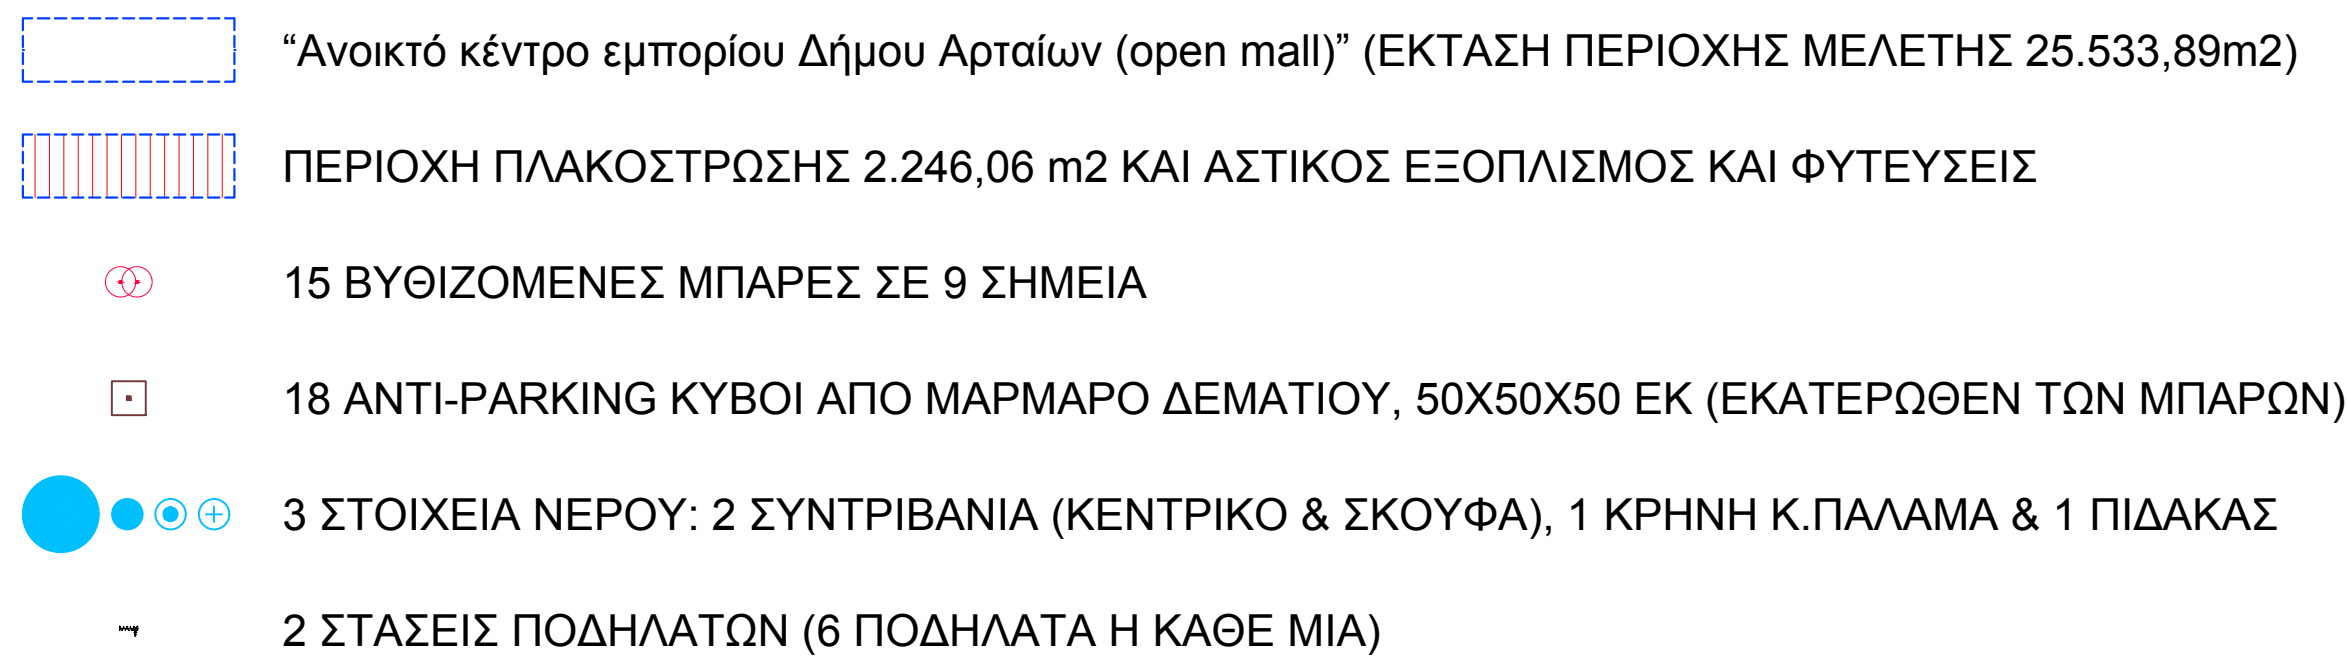 “Ανοικτό κέντρο εμπορίου Δήμου Αρταίων (open mall)” (ΕΚΤΑΣΗ ΠΕΡΙΟΧΗΣ ΜΕΛΕΤΗΣ 25.533,89m2)
ΠΕΡΙΟΧΗ ΠΛΑΚΟΣΤΡΩΣΗΣ 2.246,06 m2 ΚΑΙ ΑΣΤΙΚΟΣ ΕΞΟΠΛΙΣΜΟΣ ΚΑΙ ΦΥΤΕΥΣΕΙΣ
15 ΒΥΘΙΖΟΜΕΝΕΣ ΜΠΑΡΕΣ ΣΕ 9 ΣΗΜΕΙΑ
18 ANTI-PARKING ΚΥΒΟΙ ΑΠΟ ΜΑΡΜΑΡΟ ΔΕΜΑΤΙΟΥ, 50Χ50Χ50 ΕΚ (ΕΚΑΤΕΡΩΘΕΝ ΤΩΝ ΜΠΑΡΩΝ)
3 ΣΤΟΙΧΕΙΑ ΝΕΡΟΥ: 2 ΣΥΝΤΡΙΒΑΝΙΑ (ΚΕΝΤΡΙΚΟ & ΣΚΟΥΦΑ), 1 ΚΡΗΝΗ Κ.ΠΑΛΑΜΑ & 1 ΠΙΔΑΚΑΣ
2 ΣΤΑΣΕΙΣ ΠΟΔΗΛΑΤΩΝ (6 ΠΟΔΗΛΑΤΑ Η ΚΑΘΕ ΜΙΑ)